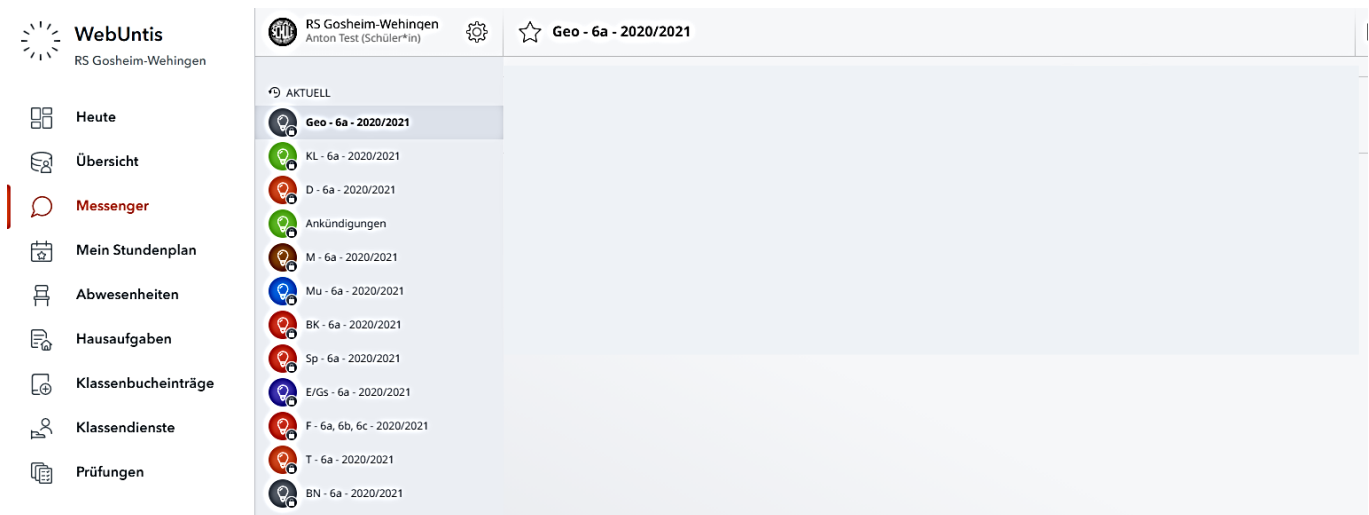 WebUntis
RS Gosheim-Wehingen
Heute
Übersicht
Messenger
Mein Stundenplan
Abwesenheiten
Hausaufgaben
Klassenbucheinträge
Klassendienste
Prüfungen
RS Gosheim-Wehingen
Anton Test (Schüler*in)
AKTUELL
Geo - 6a - 2020/2021
KL - 6a - 2020/2021
D - 6a - 2020/2021
Ankündigungen
M - 6a - 2020/2021
Mu - 6a - 2020/2021
BK - 6a - 2020/2021
Sp - 6a - 2020/2021
E/Gs - 6a - 2020/2021
F - 6a, 6b, 6c - 2020/2021
T - 6a - 2020/2021
BN - 6a - 2020/2021
Geo - 6a - 2020/2021